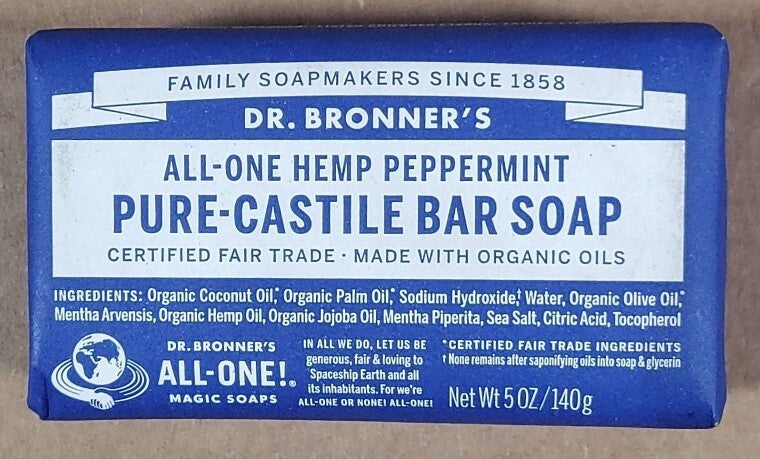 FAMILY SOAPMAKERS SINCE 1858
DR. BRONNER'S
ALL-ONE HEMP PEPPERMINT
PURE-CASTILE BAR SOAP
CERTIFIED FAIR TRADE · MADE WITH ORGANIC OILS
INGREDIENTS: Organic Coconut Oil,* Organic Palm Oil,* Sodium Hydroxide,† Water, Organic Olive Oil,*
Mentha Arvensis, Organic Hemp Oil, Organic Jojoba Oil, Mentha Piperita, Sea Salt, Citric Acid, Tocopherol
DR. BRONNER'S
ALL-ONE!®
MAGIC SOAPS
IN ALL WE DO, LET US BE
generous, fair & loving to
Spaceship Earth and all
its inhabitants. For we're
ALL-ONE OR NONE! ALL-ONE!
*CERTIFIED FAIR TRADE INGREDIENTS
† None remains after saponifying oils into soap & glycerin
Net Wt 5 OZ/140g